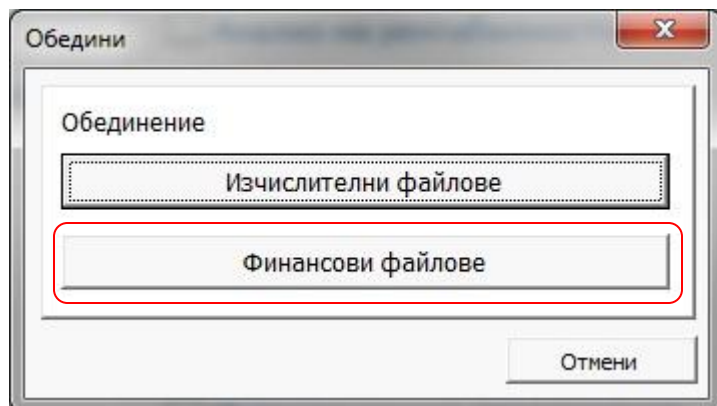 Обедини
Обединение
Изчислителни файлове
Финансови файлове
Отмени